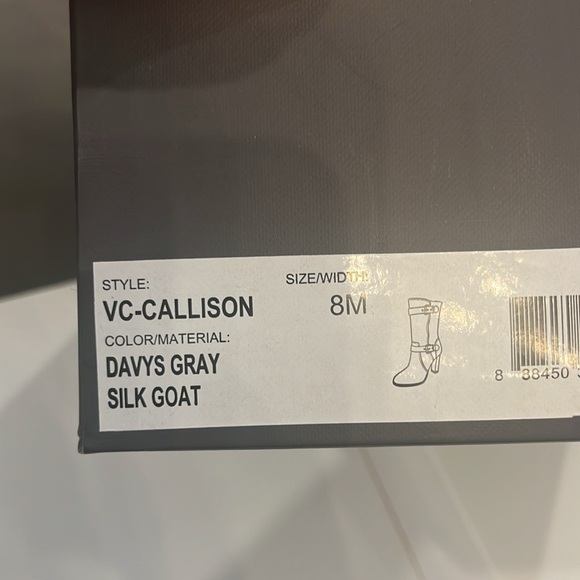 STYLE:
SIZE/WIDTH:
VC-CALLISON
8M
COLOR/MATERIAL:
DAVYS GRAY
SILK GOAT
8 38450